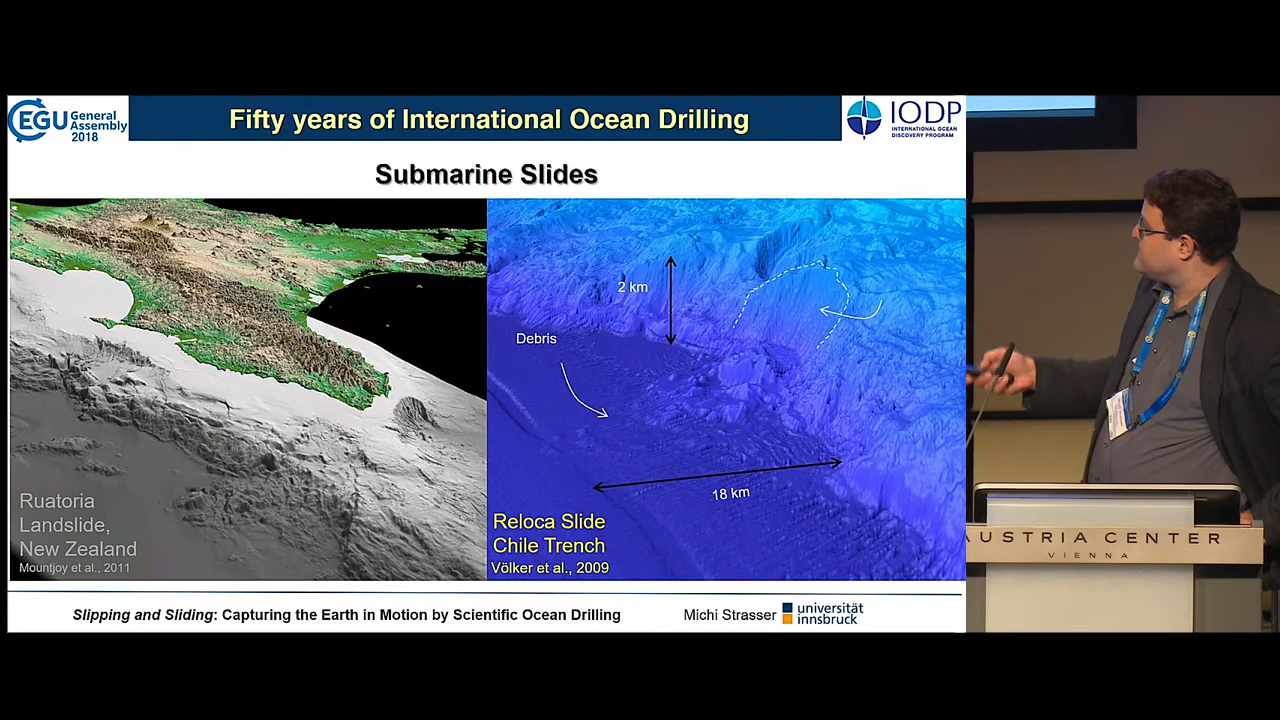 EGU General
Assembly
2018
Fifty years of International Ocean Drilling
IODP
INTERNATIONAL OCEAN
DISCOVERY PROGRAM
Submarine Slides
2 km
Debris
18 km
Ruatoria
Landslide,
New Zealand
Mountjoy et al., 2011
Reloca Slide
Chile Trench
Völker et al., 2009
Slipping and Sliding: Capturing the Earth in Motion by Scientific Ocean Drilling
Michi Strasser
universität
innsbruck
AUSTRIA CENTER
VIENNA